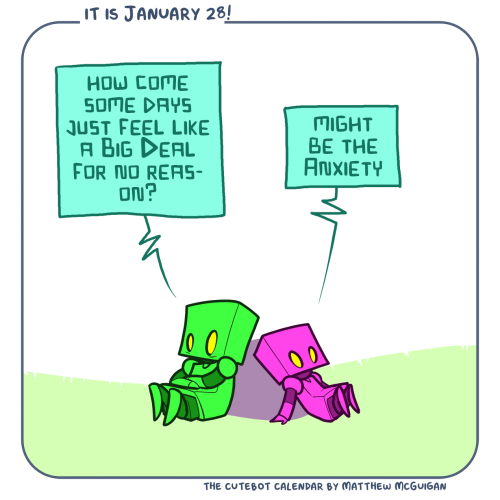 IT IS JANUARY 28!
HOW COME
SOME DAYS
JUST FEEL LIKE
A BIG DEAL
FOR NO REAS-
ON?
MIGHT
BE THE
ANXIETY
THE CUTEBOT CALENDAR BY MATTHEW MCGUIGAN